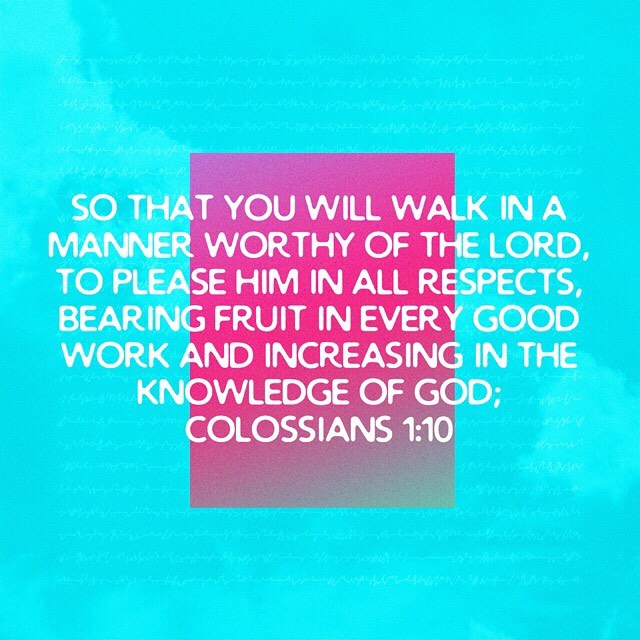 SO THAT YOU WILL WALK IN A
MANNER WORTHY OF THE LORD,
TO PLEASE HIM IN ALL RESPECTS,
BEARING FRUIT IN EVERY GOOD
WORK AND INCREASING IN THE
KNOWLEDGE OF GOD;
COLOSSIANS 1:10